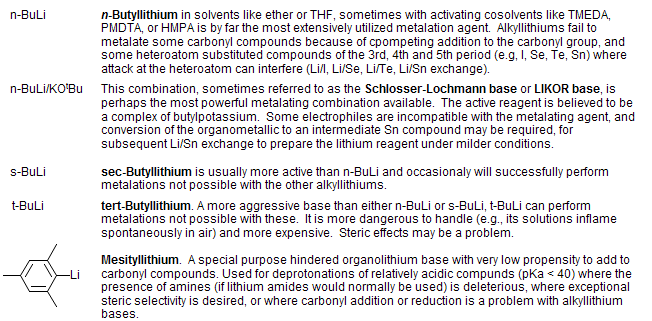 n-BuLi n-Butyllithium in solvents like ether or THF, sometimes with activating cosolvents like TMEDA,
PMDTA, or HMPA is by far the most extensively utilized metalation agent. Alkyllithiums fail to
metalate some carbonyl compounds because of cpompeting addition to the carbonyl group, and
some heteroatom substituted compounds of the 3rd, 4th and 5th period (e.g, I, Se, Te, Sn) where
attack at the heteroatom can interfere (Li/I, Li/Se, Li/Te, Li/Sn exchange).
n-BuLi/KOtBu This combination, sometimes referred to as the Schlosser-Lochmann base or LIKOR base, is
perhaps the most powerful metalating combination available. The active reagent is believed to be
a complex of butylpotassium. Some electrophiles are incompatible with the metalating agent, and
conversion of the organometallic to an intermediate Sn compound may be required, for
subsequent Li/Sn exchange to prepare the lithium reagent under milder conditions.
s-BuLi sec-Butyllithium is usually more active than n-BuLi and occasionaly will successfully perform
metalations not possible with the other alkyllithiums.
t-BuLi tert-Butyllithium. A more aggressive base than either n-BuLi or s-BuLi, t-BuLi can perform
metalations not possible with these. It is more dangerous to handle (e.g., its solutions inflame
spontaneously in air) and more expensive. Steric effects may be a problem.
Mesityllithium. A special purpose hindered organolithium base with very low propensity to add to
Li carbonyl compounds. Used for deprotonations of relatively acidic compunds (pKa < 40) where the
presence of amines (if lithium amides would normally be used) is deleterious, where exceptional
steric selectivity is desired, or where carbonyl addition or reduction is a problem with alkyllithium
bases.